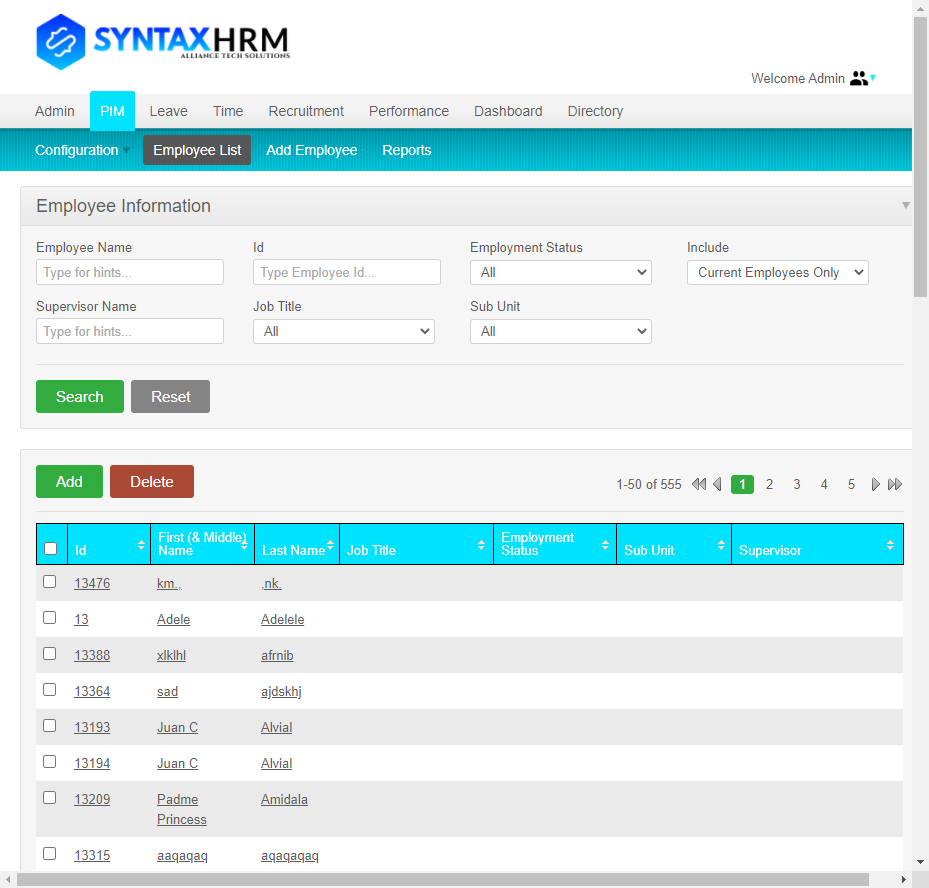 SYNTAXHRM
ALLIANCE TECH SOLUTIONS
Welcome Admin
Admin PIM Leave Time Recruitment Performance Dashboard Directory
Configuration Employee List Add Employee Reports
Employee Information
Employee Name Id Employment Status Include
Type for hints... Type Employee Id... All Current Employees Only
Supervisor Name Job Title Sub Unit
Type for hints... All All
Search Reset
Add Delete 1-50 of 555 1 2 3 4 5
Id First (& Middle) Name Last Name Job Title Employment Status Sub Unit Supervisor
13476 km., ,nk.
13 Adele Adelele
13388 xlklhl afrnib
13364 sad ajdskhj
13193 Juan C Alvial
13194 Juan C Alvial
13209 Padme Amidala
Princess
13315 aaqaqaq aqaqaqaq